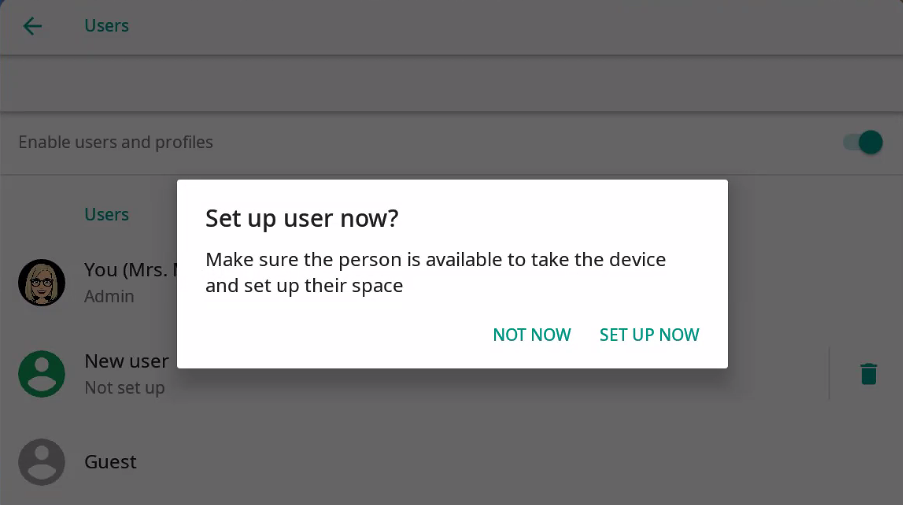 Users
Enable users and profiles
Users
You (Mrs.
Admin
New user
Not set up
Guest
Set up user now?
Make sure the person is available to take the device
and set up their space
NOT NOW
SET UP NOW